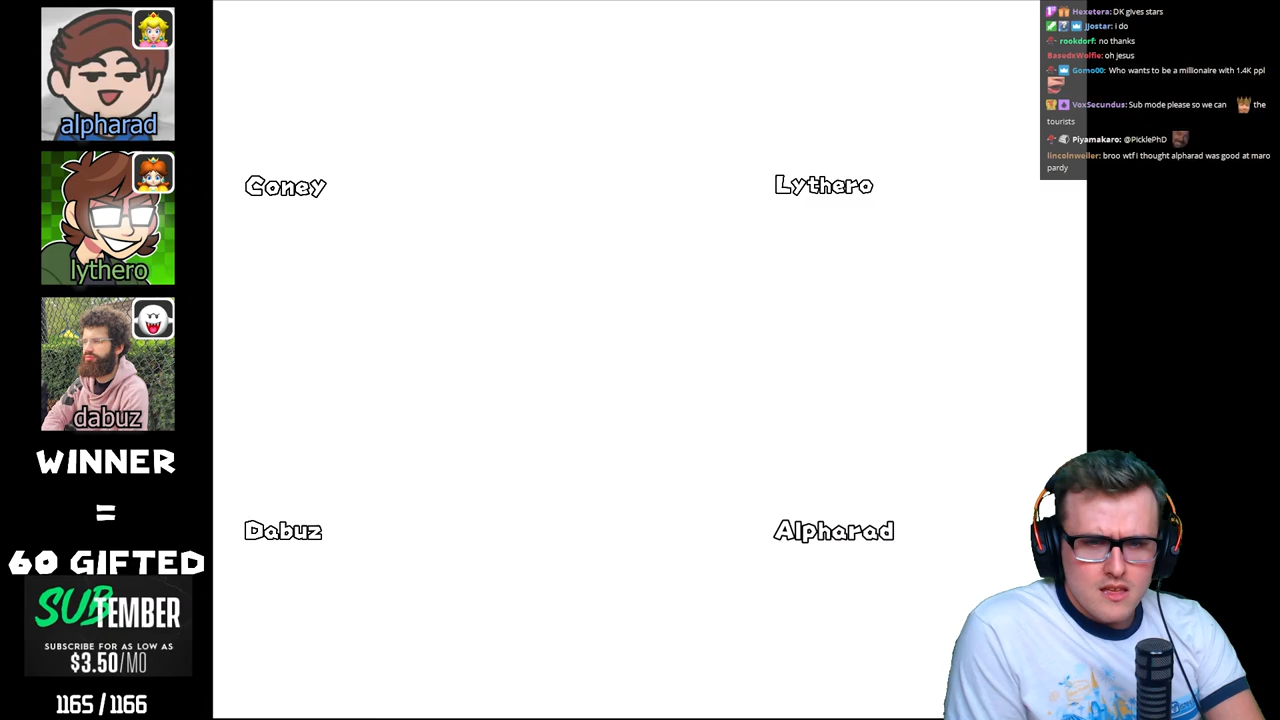 alpharad
lythero
dabuz
WINNER
=
60 GIFTED
SUBTEMBER
SUBSCRIBE FOR AS LOW AS
$3.50/MO
1165 / 1166
Coney
Lythero
Dabuz
Alpharad
Hexetera: DK gives stars
jjostar: i do
rookdorf: no thanks
BasedxWolfie: oh jesus
Gomo00: Who wants to be a millionaire with 1.4K ppl
VoxSecundus: Sub mode please so we can the
tourists
Piyamakaro: @PicklePhD
lincolnweiler: broo wtf i thought alpharad was good at maro
pardy